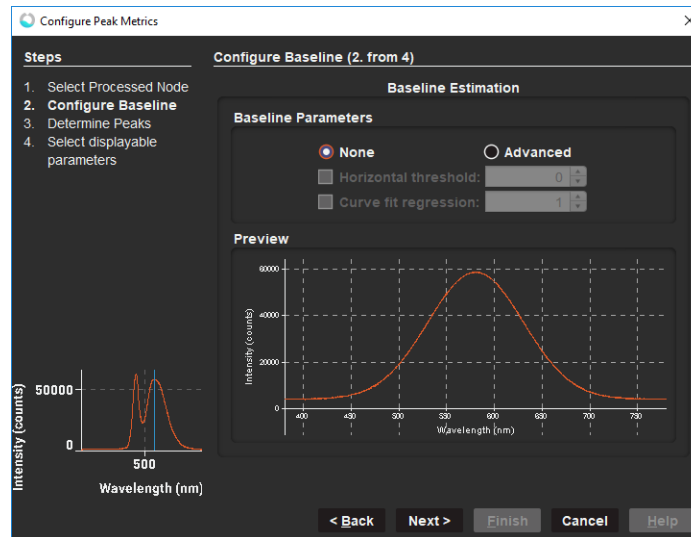 Configure Peak Metrics
Steps
1. Select Processed Node
2. Configure Baseline
3. Determine Peaks
4. Select displayable
parameters
Configure Baseline (2. from 4)
Baseline Estimation
Baseline Parameters
None
Advanced
Horizontal threshold: 0
Curve fit regression: 1
Preview
60000
40000
20000
0
Intensity (counts)
400 450 500 550 600 650 700 750
Wavelength (nm)
50000
0
Intensity (counts)
500
Wavelength (nm)
< Back Next > Finish Cancel Help